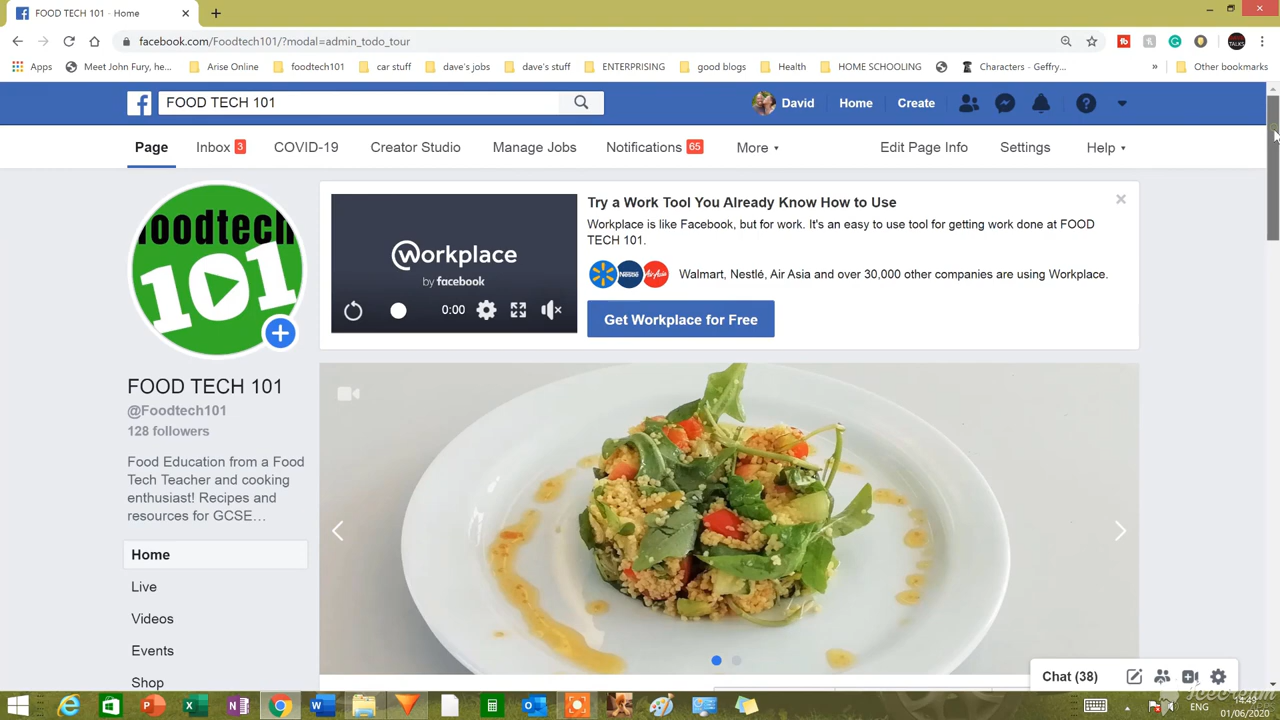 FOOD TECH 101 - Home
facebook.com/Foodtech101/?modal=admin_todo_tour
Apps Meet John Fury, he... Arise Online foodtech101 car stuff dave's jobs dave's stuff ENTERPRISING good blogs Health HOME SCHOOLING Characters - Geffry... » Other bookmarks
FOOD TECH 101 David Home Create
Page Inbox 3 COVID-19 Creator Studio Manage Jobs Notifications 65 More Edit Page Info Settings Help
foodtech
101
FOOD TECH 101
@Foodtech101
128 followers
Food Education from a Food
Tech Teacher and cooking
enthusiast! Recipes and
resources for GCSE…
Home
Live
Videos
Events
Shop
workplace
by facebook
0:00
Try a Work Tool You Already Know How to Use
Workplace is like Facebook, but for work. It's an easy to use tool for getting work done at FOOD
TECH 101.
Walmart, Nestlé, Air Asia and over 30,000 other companies are using Workplace.
Get Workplace for Free
Chat (38)
ENG
14:49
01/06/2020
Icecream